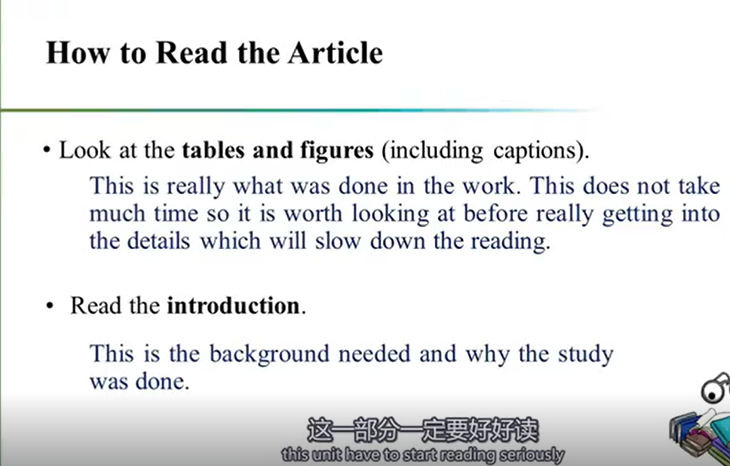 How to Read the Article
• Look at the tables and figures (including captions).
This is really what was done in the work. This does not take
much time so it is worth looking at before really getting into
the details which will slow down the reading.
• Read the introduction.
This is the background needed and why the study
was done.
这一部分一定要好好读
this unit have to start reading seriously